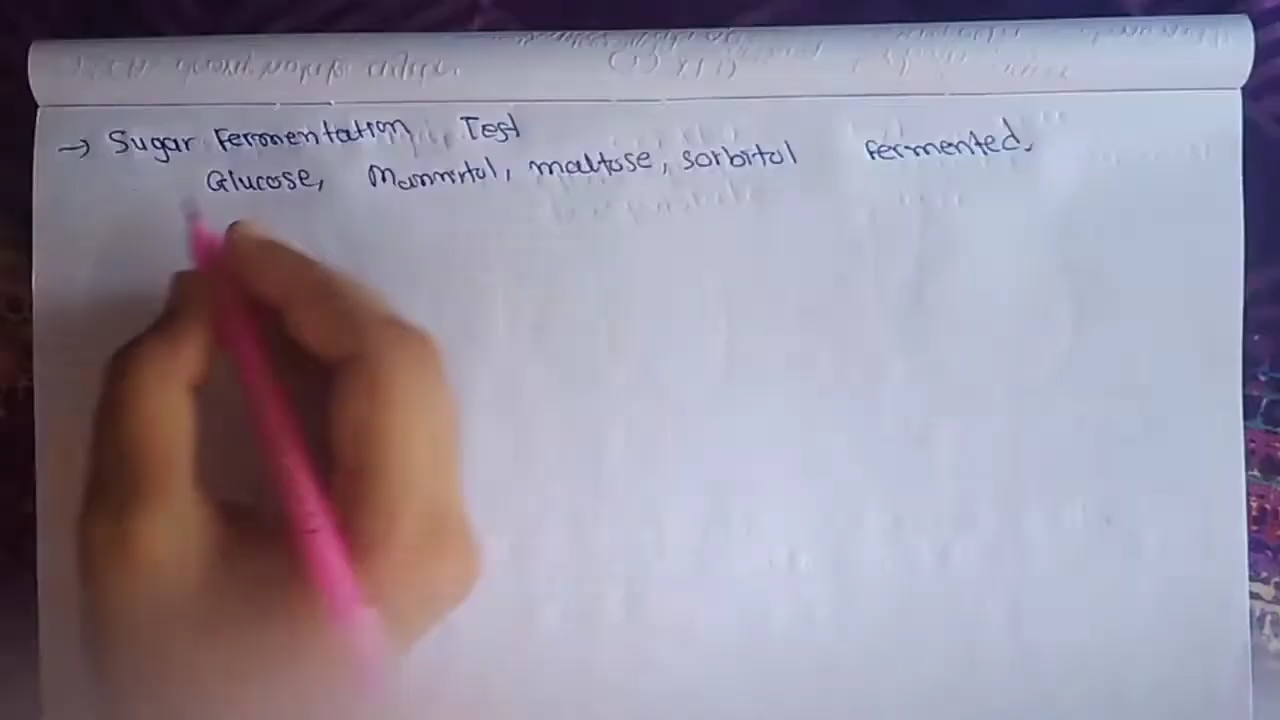 → Sugar Fermentation Test
Glucose, Mannitol, maltose, sorbitol fermented,